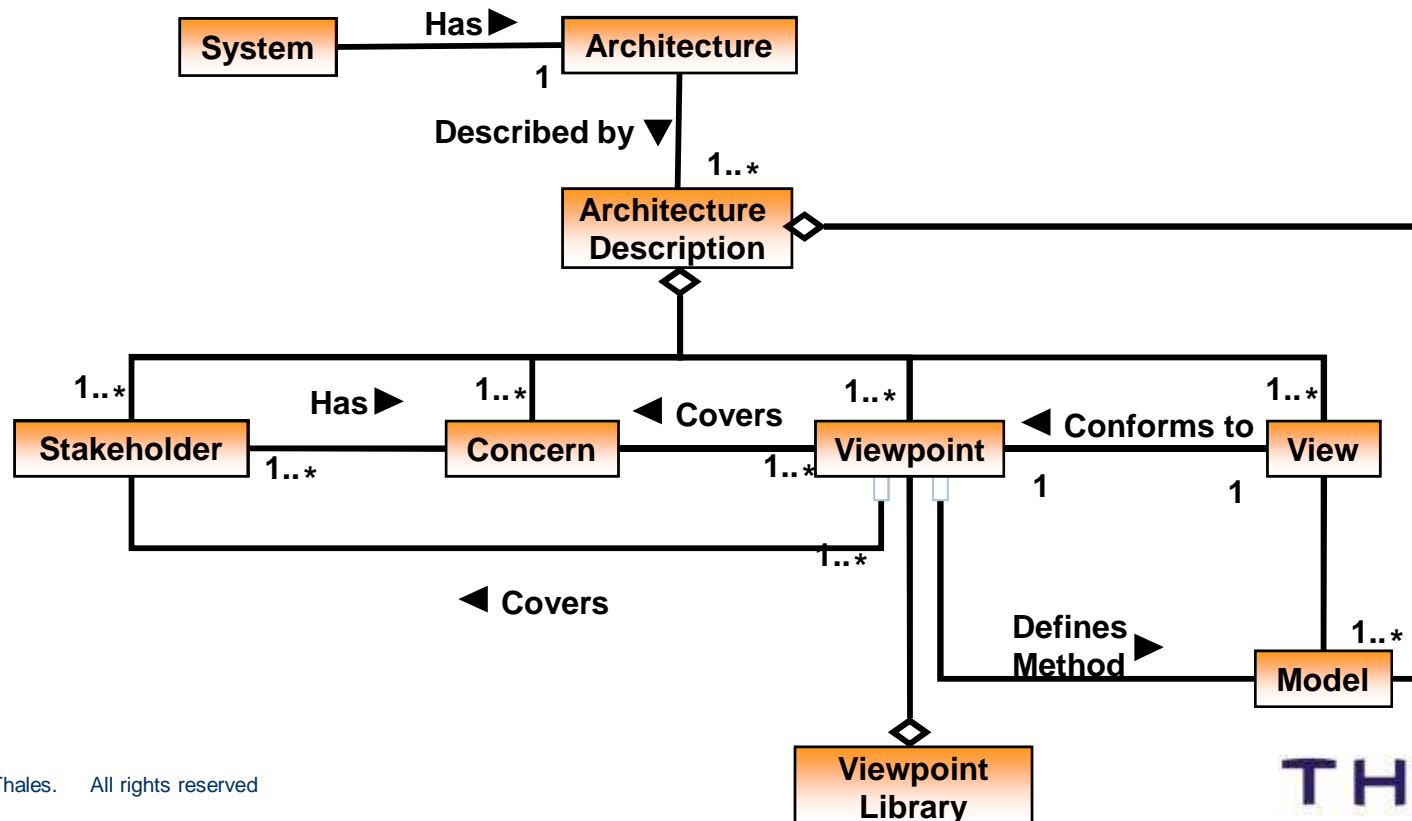 Has
System
Architecture
1
Described by
1..*
Architecture
Description
1..*
Has
1..*
Covers
1..*
1..*
Conforms to
Stakeholder
Concern
Viewpoint
View
1..*
1..*
1
1
1..*
Covers
Defines
Method
1..*
Model
Viewpoint
Library
hales. All rights reserved
TH